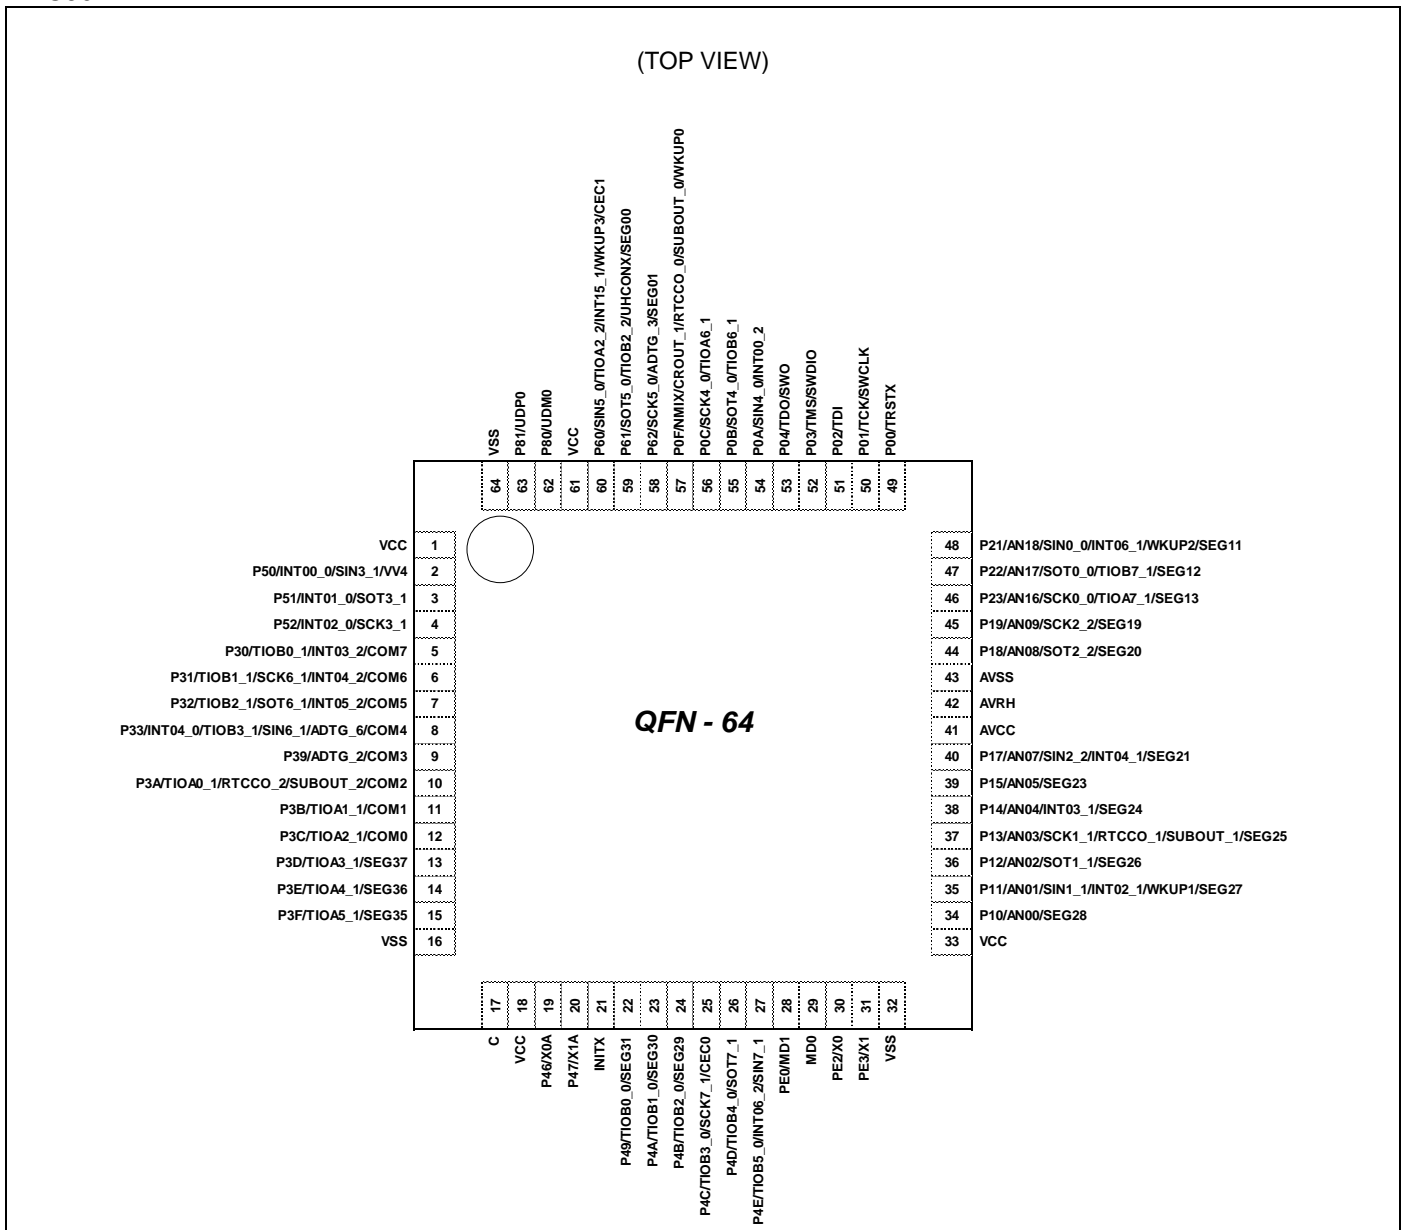 (TOP VIEW)
VSS
P81/UDP0
P80/UDM0
VCC
P60/SIN5_0/TIOA2_2/INT15_1/WKUP3/CEC1
P61/SOT5_0/TIOB2_2/UHCONX/SEG00
P62/SCK5_0/ADTG_3/SEG01
P0F/NMIX/CROUT_1/RTCCO_0/SUBOUT_0/WKUP0
P0C/SCK4_0/TIOA6_1
P0B/SOT4_0/TIOB6_1
P0A/SIN4_0/INT00_2
P04/TDO/SWO
P03/TMS/SWDIO
P02/TDI
P01/TCK/SWCLK
P00/TRSTX
64 63 62 61 60 59 58 57 56 55 54 53 52 51 50 49
VCC 1
P50/INT00_0/SIN3_1/VV4 2
P51/INT01_0/SOT3_1 3
P52/INT02_0/SCK3_1 4
P30/TIOB0_1/INT03_2/COM7 5
P31/TIOB1_1/SCK6_1/INT04_2/COM6 6
P32/TIOB2_1/SOT6_1/INT05_2/COM5 7
P33/INT04_0/TIOB3_1/SIN6_1/ADTG_6/COM4 8
P39/ADTG_2/COM3 9
P3A/TIOA0_1/RTCCO_2/SUBOUT_2/COM2 10
P3B/TIOA1_1/COM1 11
P3C/TIOA2_1/COM0 12
P3D/TIOA3_1/SEG37 13
P3E/TIOA4_1/SEG36 14
P3F/TIOA5_1/SEG35 15
VSS 16
QFN - 64
48 P21/AN18/SIN0_0/INT06_1/WKUP2/SEG11
47 P22/AN17/SOT0_0/TIOB7_1/SEG12
46 P23/AN16/SCK0_0/TIOA7_1/SEG13
45 P19/AN09/SCK2_2/SEG19
44 P18/AN08/SOT2_2/SEG20
43 AVSS
42 AVRH
41 AVCC
40 P17/AN07/SIN2_2/INT04_1/SEG21
39 P15/AN05/SEG23
38 P14/AN04/INT03_1/SEG24
37 P13/AN03/SCK1_1/RTCCO_1/SUBOUT_1/SEG25
36 P12/AN02/SOT1_1/SEG26
35 P11/AN01/SIN1_1/INT02_1/WKUP1/SEG27
34 P10/AN00/SEG28
33 VCC
17 18 19 20 21 22 23 24 25 26 27 28 29 30 31 32
C
VCC
P46/X0A
P47/X1A
INITX
P49/TIOB0_0/SEG31
P4A/TIOB1_0/SEG30
P4B/TIOB2_0/SEG29
P4C/TIOB3_0/SCK7_1/CEC0
P4D/TIOB4_0/SOT7_1
P4E/TIOB5_0/INT06_2/SIN7_1
PE0/MD1
MD0
PE2/X0
PE3/X1
VSS